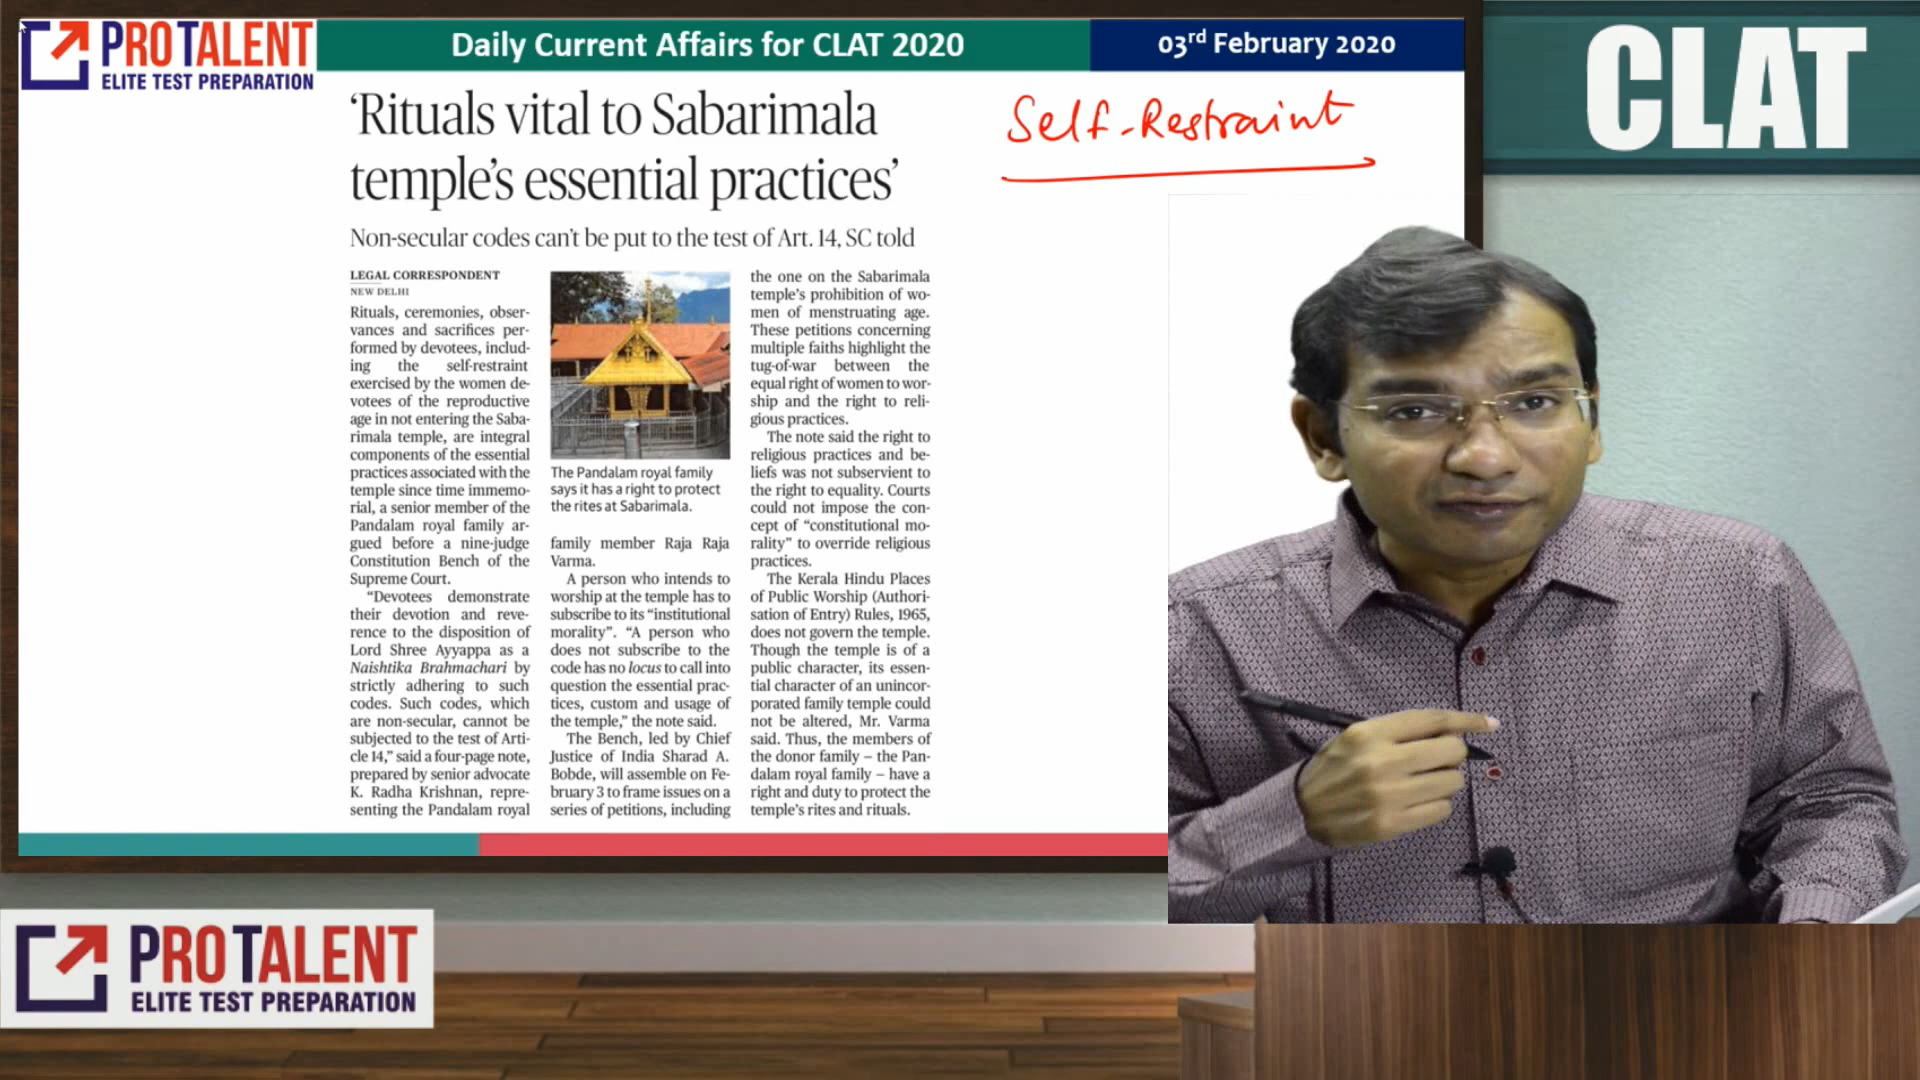 PROTALENT
ELITE TEST PREPARATION
Daily Current Affairs for CLAT 2020
03rd February 2020
CLAT
‘Rituals vital to Sabarimala
temple’s essential practices’
Self-Restraint
Non-secular codes can’t be put to the test of Art. 14, SC told
LEGAL CORRESPONDENT
NEW DELHI
Rituals, ceremonies, obser-
vances and sacrifices per-
formed by devotees, includ-
ing the self-restraint
exercised by the women de-
votees of the reproductive
age in not entering the Saba-
rimala temple, are integral
components of the essential
practices associated with the
temple since time immemo-
rial, a senior member of the
Pandalam royal family ar-
gued before a nine-judge
Constitution Bench of the
Supreme Court.
“Devotees demonstrate
their devotion and reve-
rence to the disposition of
Lord Shree Ayyappa as a
Naishtika Brahmachari by
strictly adhering to such
codes. Such codes, which
are non-secular, cannot be
subjected to the test of Arti-
cle 14,” said a four-page note,
prepared by senior advocate
K. Radha Krishnan, repre-
senting the Pandalam royal
The Pandalam royal family
says it has a right to protect
the rites at Sabarimala.
family member Raja Raja
Varma.
A person who intends to
worship at the temple has to
subscribe to its “institutional
morality”. “A person who
does not subscribe to the
code has no locus to call into
question the essential prac-
tices, custom and usage of
the temple,” the note said.
The Bench, led by Chief
Justice of India Sharad A.
Bobde, will assemble on Fe-
bruary 3 to frame issues on a
series of petitions, including
the one on the Sabarimala
temple’s prohibition of wo-
men of menstruating age.
These petitions concerning
multiple faiths highlight the
tug-of-war between the
equal right of women to wor-
ship and the right to reli-
gious practices.
The note said the right to
religious practices and be-
liefs was not subservient to
the right to equality. Courts
could not impose the con-
cept of “constitutional mo-
rality” to override religious
practices.
The Kerala Hindu Places
of Public Worship (Authori-
sation of Entry) Rules, 1965,
does not govern the temple.
Though the temple is of a
public character, its essen-
tial character of an unincor-
porated family temple could
not be altered, Mr. Varma
said. Thus, the members of
the donor family – the Pan-
dalam royal family – have a
right and duty to protect the
temple’s rites and rituals.
PROTALENT
ELITE TEST PREPARATION